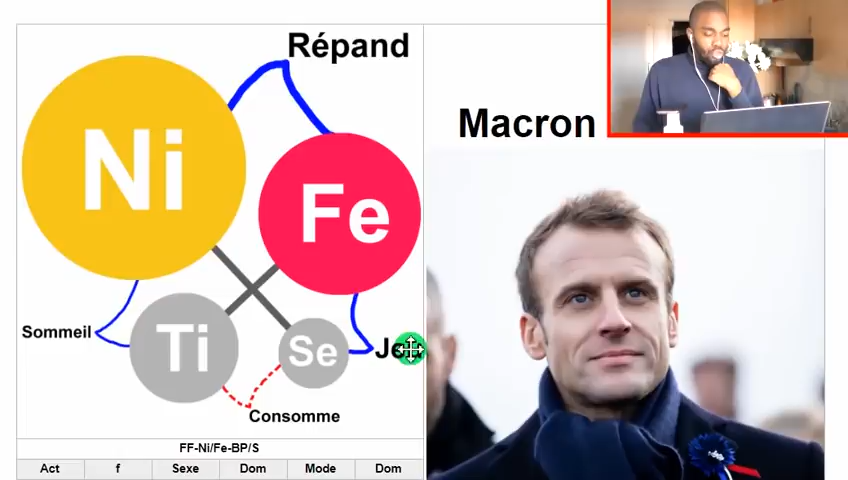 Répand
Macron
Ni
Fe
Sommeil
Ti
Se
Consomme
FF-Ni/Fe-BP/S
Act f Sexe Dom Mode Dom